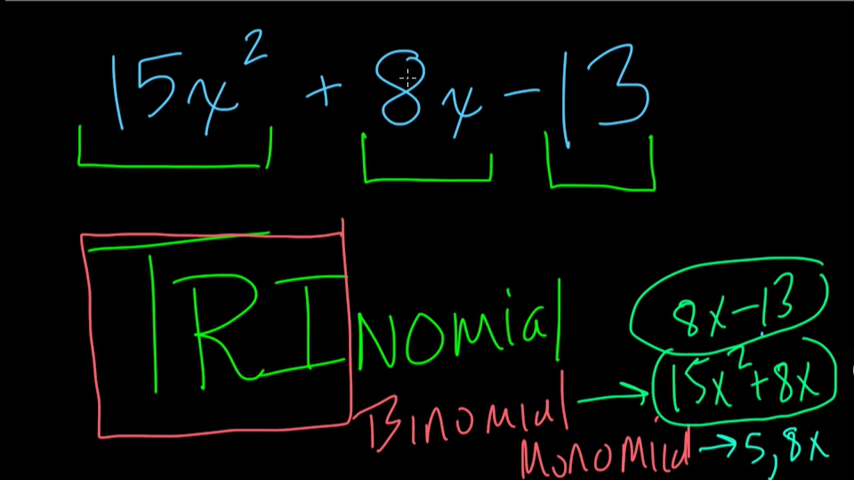 15x² + 8x - 13
TRINOMIAL
8x-13
Binomial → 15x²+8x
Monomial → 5, 8x